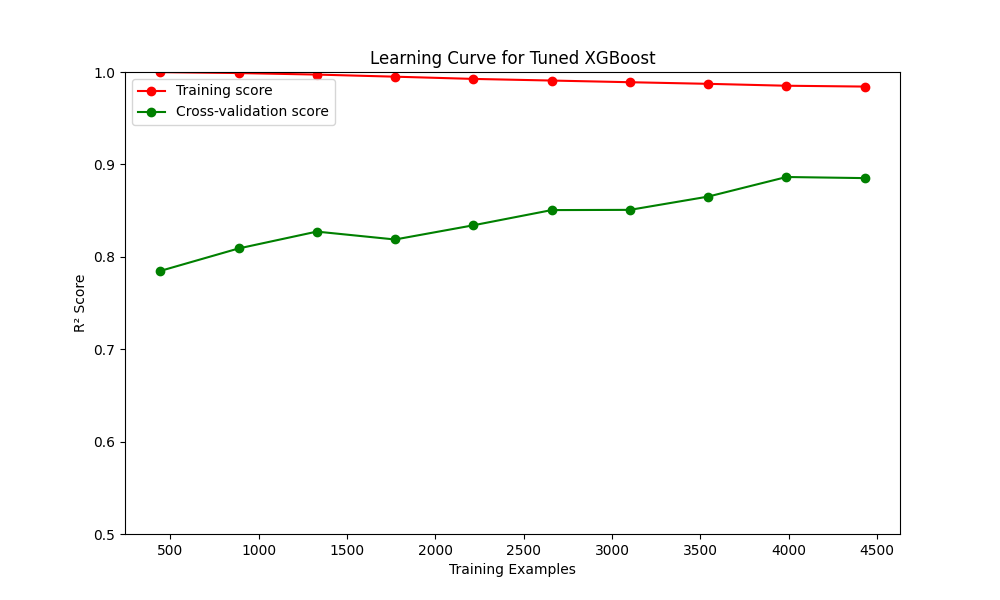 Learning Curve for Tuned XGBoost
Training score
Cross-validation score
R² Score
1.0
0.9
0.8
0.7
0.6
0.5
500 1000 1500 2000 2500 3000 3500 4000 4500
Training Examples